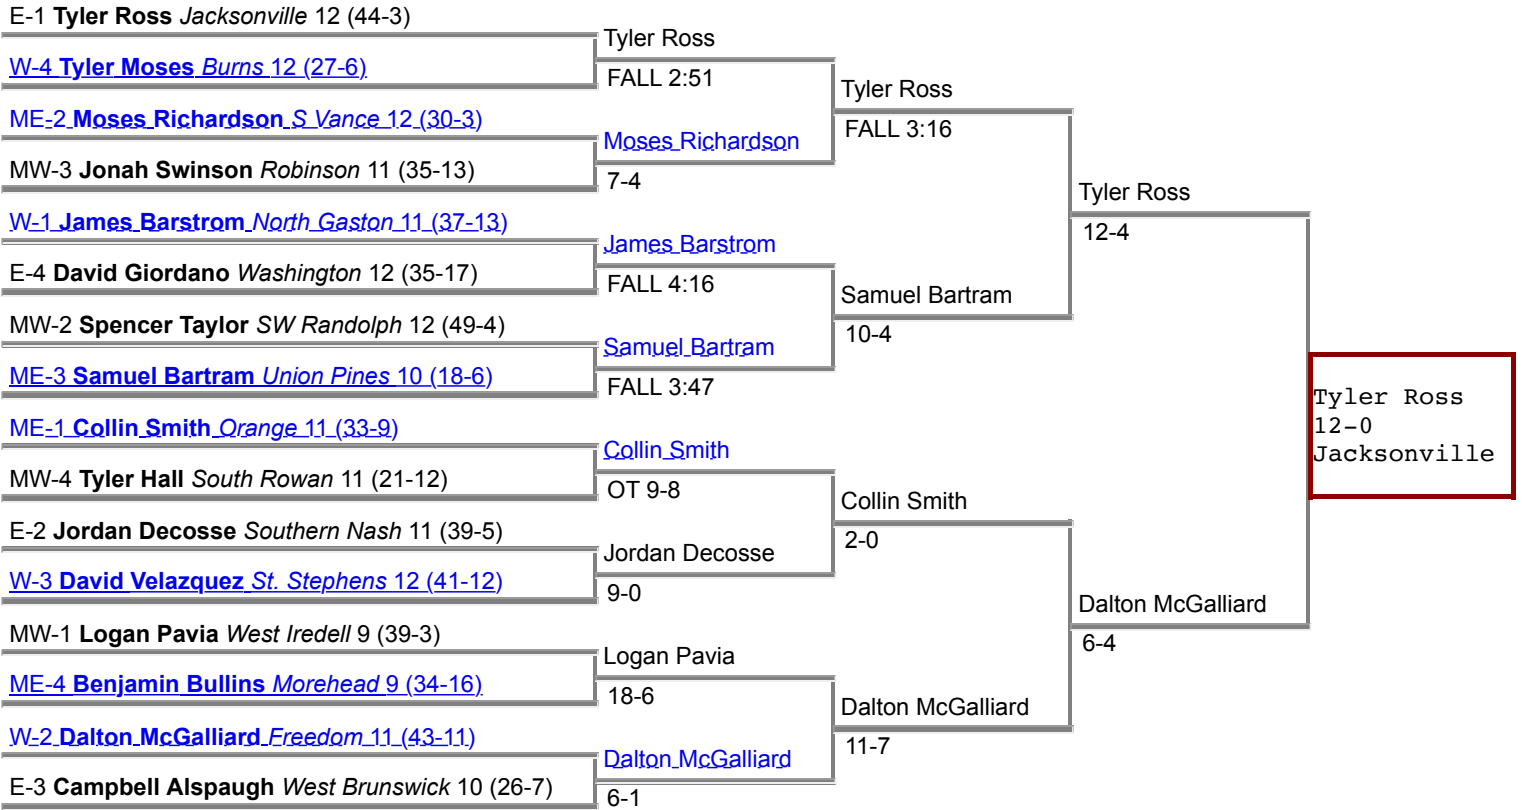 E-1 Tyler Ross Jacksonville 12 (44-3)
W-4 Tyler Moses Burns 12 (27-6)
ME-2 Moses Richardson S Vance 12 (30-3)
MW-3 Jonah Swinson Robinson 11 (35-13)
W-1 James Barstrom North Gaston 11 (37-13)
E-4 David Giordano Washington 12 (35-17)
MW-2 Spencer Taylor SW Randolph 12 (49-4)
ME-3 Samuel Bartram Union Pines 10 (18-6)
ME-1 Collin Smith Orange 11 (33-9)
MW-4 Tyler Hall South Rowan 11 (21-12)
E-2 Jordan Decosse Southern Nash 11 (39-5)
W-3 David Velazquez St. Stephens 12 (41-12)
MW-1 Logan Pavia West Iredell 9 (39-3)
ME-4 Benjamin Bullins Morehead 9 (34-16)
W-2 Dalton McGalliard Freedom 11 (43-11)
E-3 Campbell Alspaugh West Brunswick 10 (26-7)
Tyler Ross
FALL 2:51
Moses Richardson
7-4
James Barstrom
FALL 4:16
Samuel Bartram
FALL 3:47
Collin Smith
OT 9-8
Jordan Decosse
9-0
Logan Pavia
18-6
Dalton McGalliard
6-1
Tyler Ross
FALL 3:16
Samuel Bartram
10-4
Collin Smith
2-0
Dalton McGalliard
11-7
Tyler Ross
12-4
Dalton McGalliard
6-4
Tyler Ross
12-0
Jacksonville